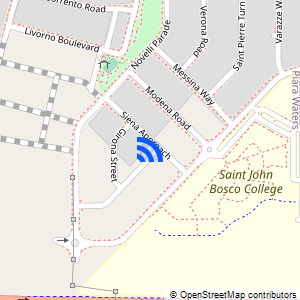 Sorrento Road
Livorno Boulevard
Novelli Parade
Verona Road
Saint Pierre Turn
Varazze W
Messina Way
Modena Road
Siena Approach
Girona Street
Piara Waters
Saint John
Bosco College
© OpenStreetMap contributors